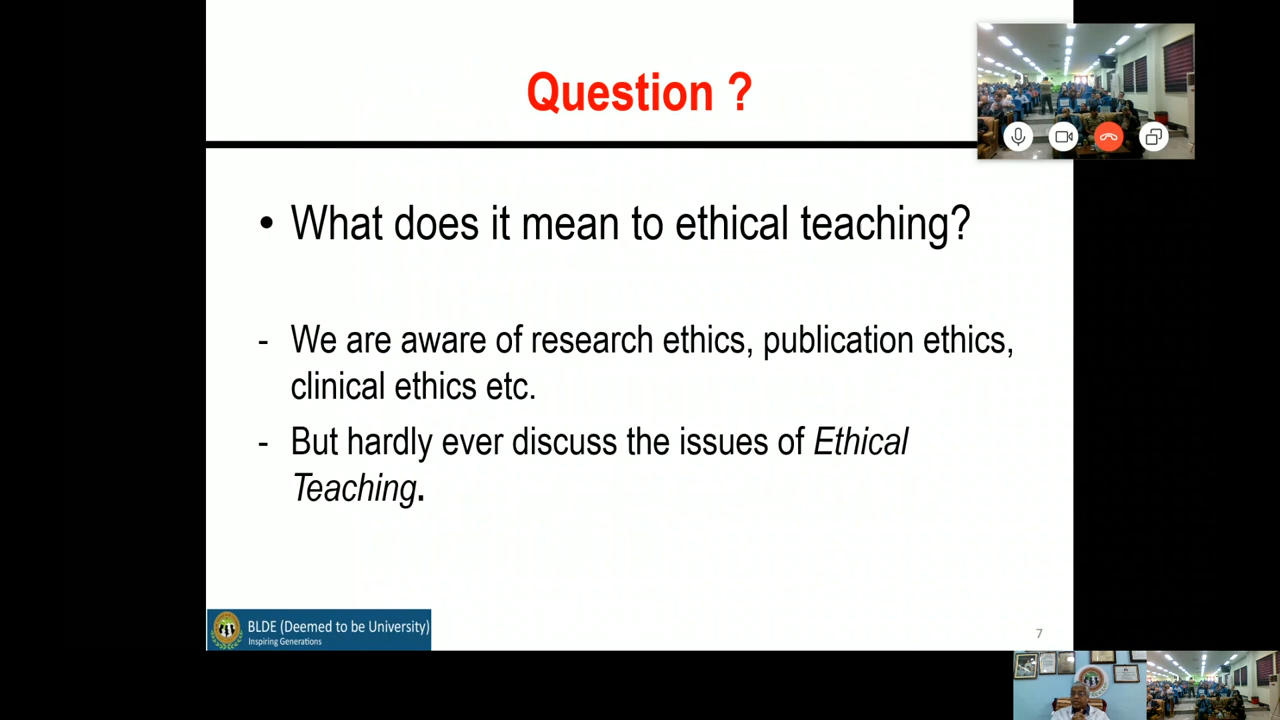 Question ?
• What does it mean to ethical teaching?
- We are aware of research ethics, publication ethics,
clinical ethics etc.
- But hardly ever discuss the issues of Ethical
Teaching.
BLDE (Deemed to be University)
Inspiring Generations
7